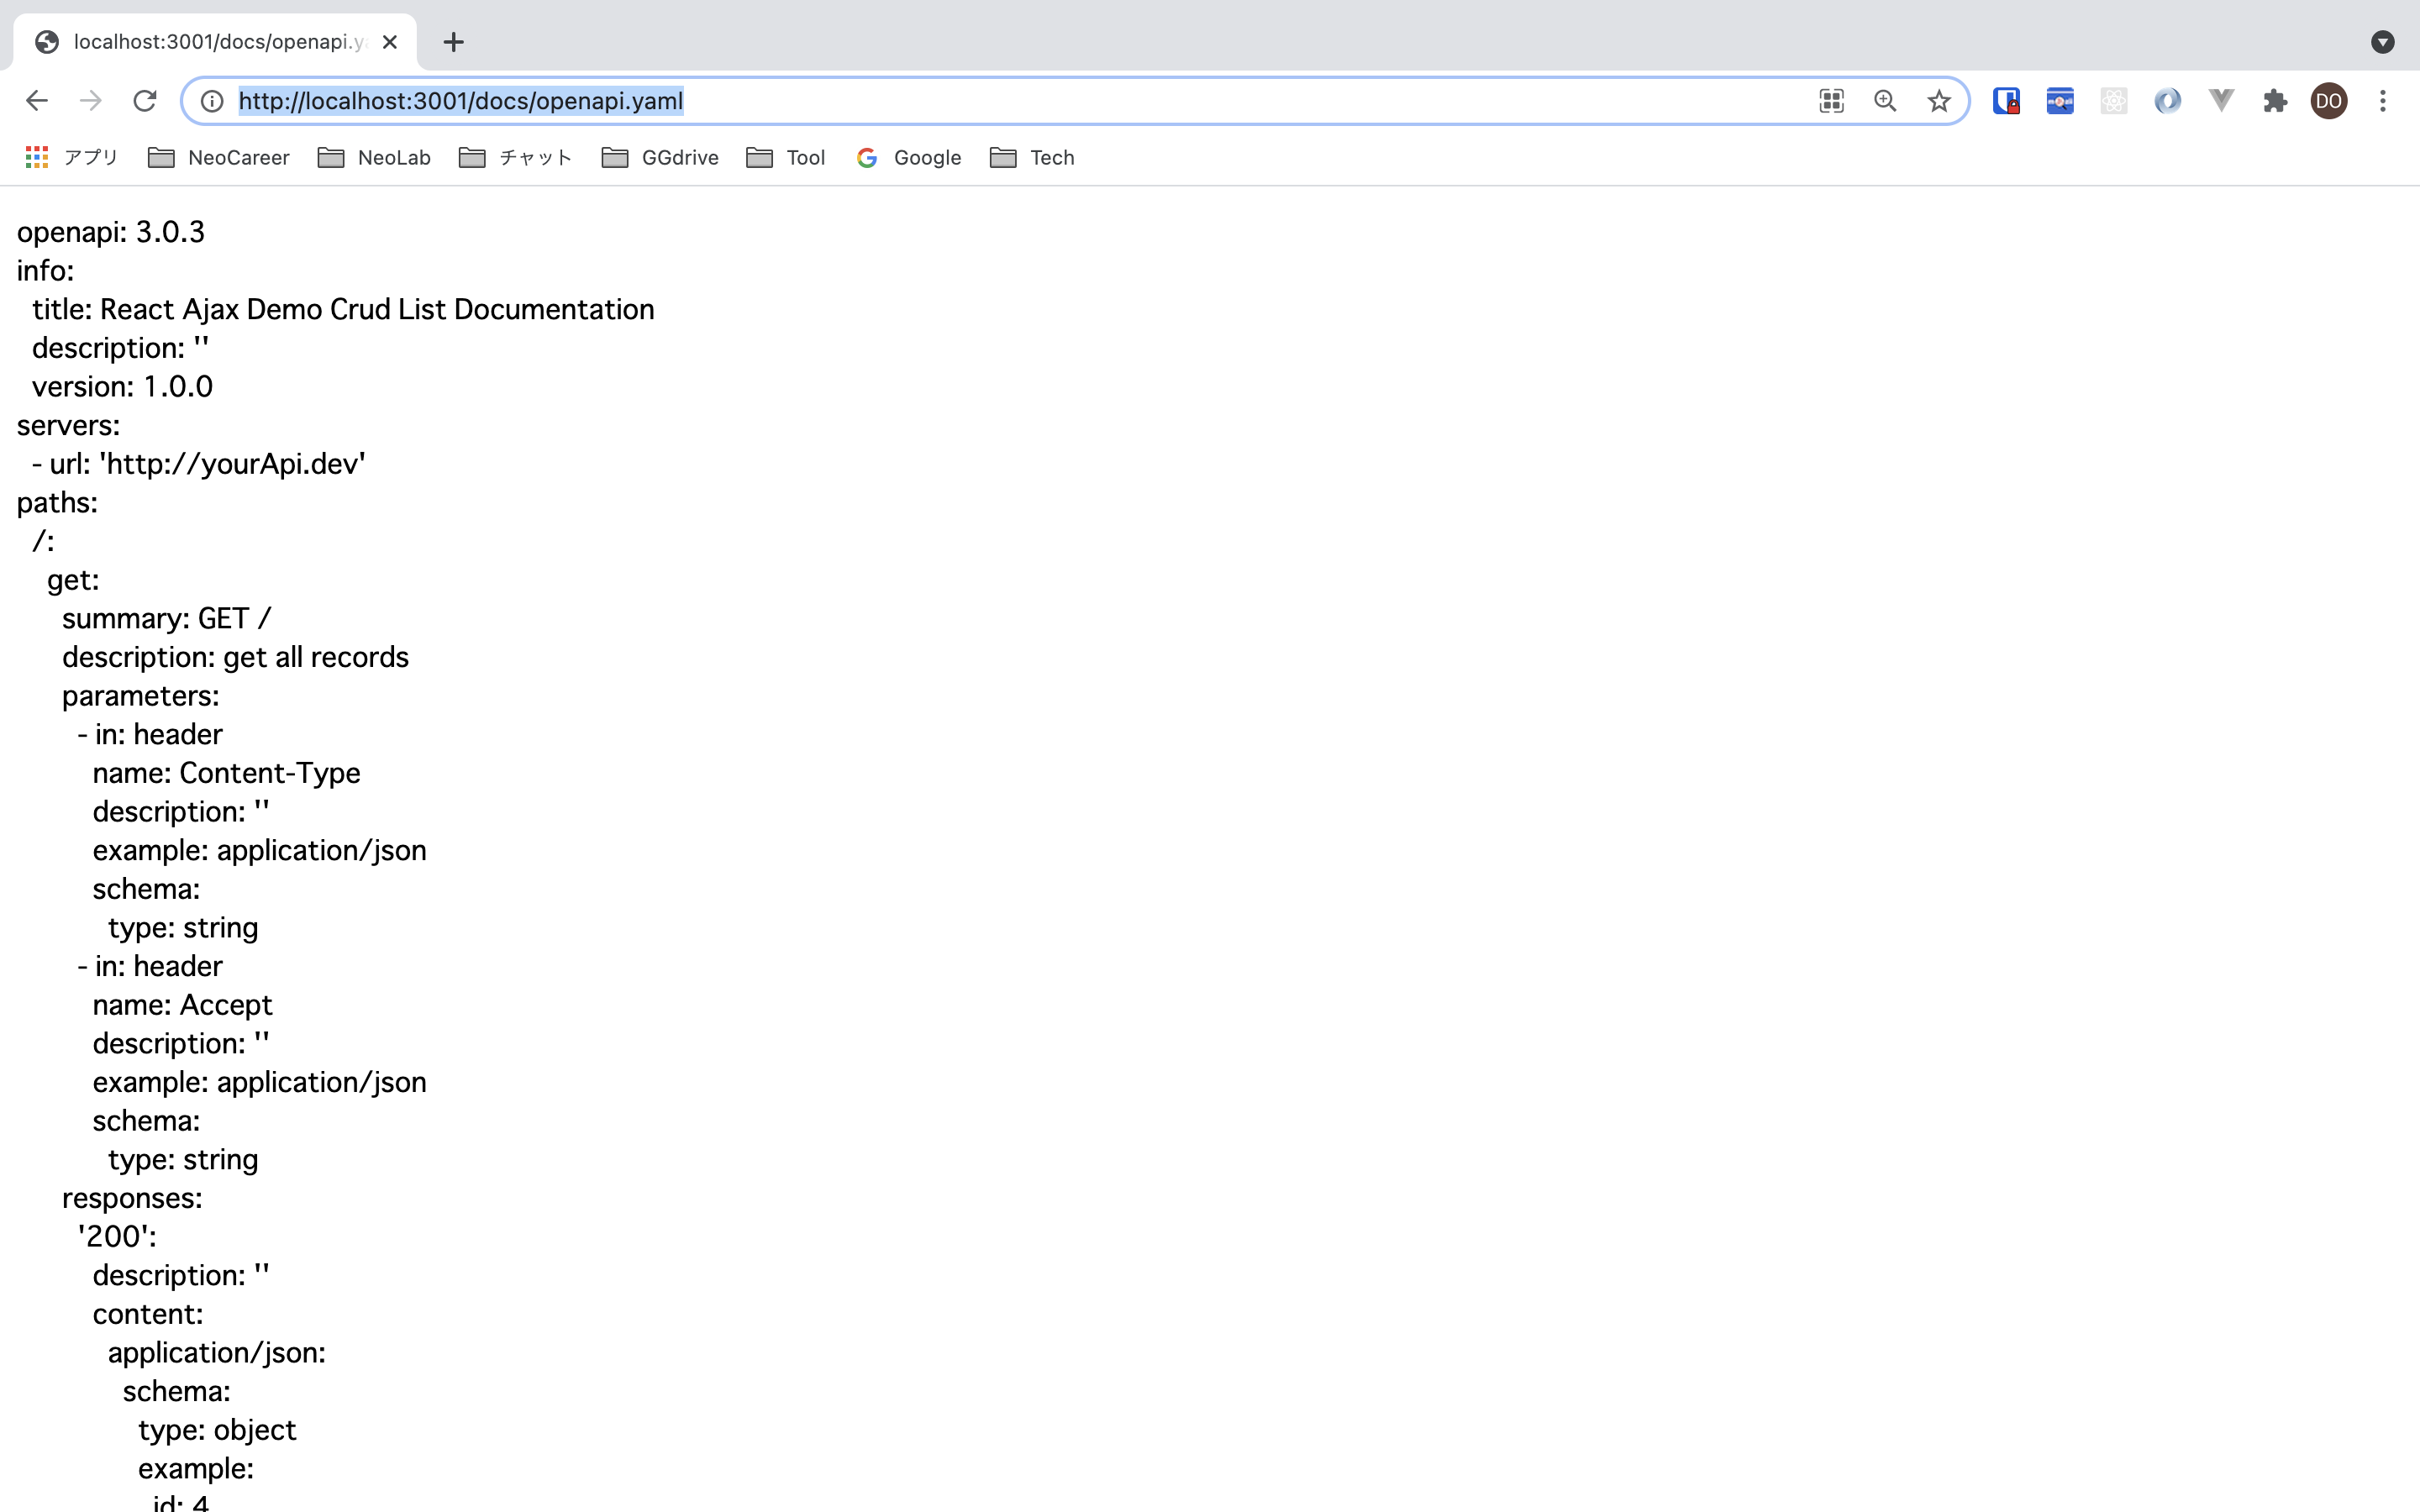 localhost:3001/docs/openapi.y
http://localhost:3001/docs/openapi.yaml
DO
アプリ NeoCareer NeoLab チャット GGdrive Tool Google Tech
openapi: 3.0.3
info:
  title: React Ajax Demo Crud List Documentation
  description: ''
  version: 1.0.0
servers:
  - url: 'http://yourApi.dev'
paths:
  /:
    get:
      summary: GET /
      description: get all records
      parameters:
        - in: header
          name: Content-Type
          description: ''
          example: application/json
          schema:
            type: string
        - in: header
          name: Accept
          description: ''
          example: application/json
          schema:
            type: string
      responses:
        '200':
          description: ''
          content:
            application/json:
              schema:
                type: object
                example:
                  id: 4